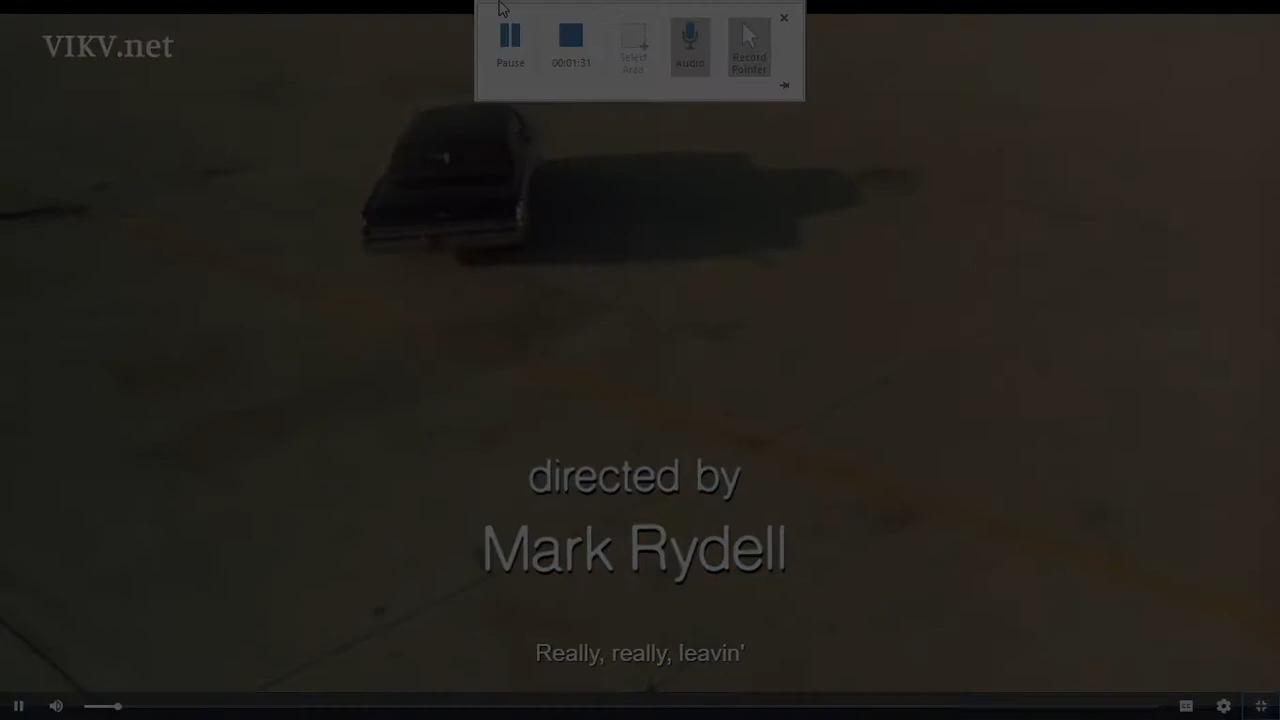 VIKV.net
Pause
00:01:31
Select
Area
Audio
Record
Pointer
directed by
Mark Rydell
Really, really, leavin'